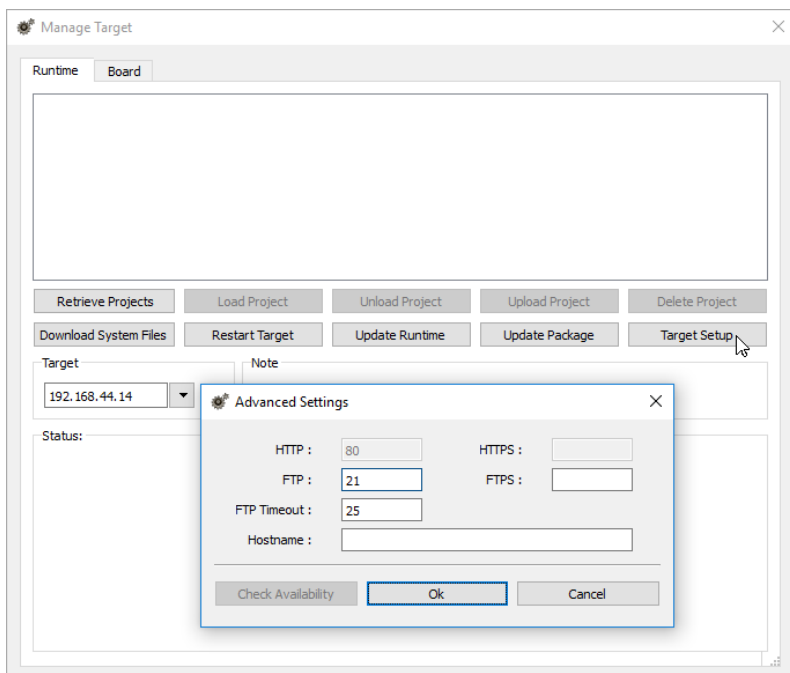 Manage Target
Runtime Board
Retrieve Projects Load Project Unload Project Upload Project Delete Project
Download System Files Restart Target Update Runtime Update Package Target Setup
Target Note
192.168.44.14
Status:
Advanced Settings
HTTP : 80 HTTPS :
FTP : 21 FTPS :
FTP Timeout : 25
Hostname :
Check Availability Ok Cancel